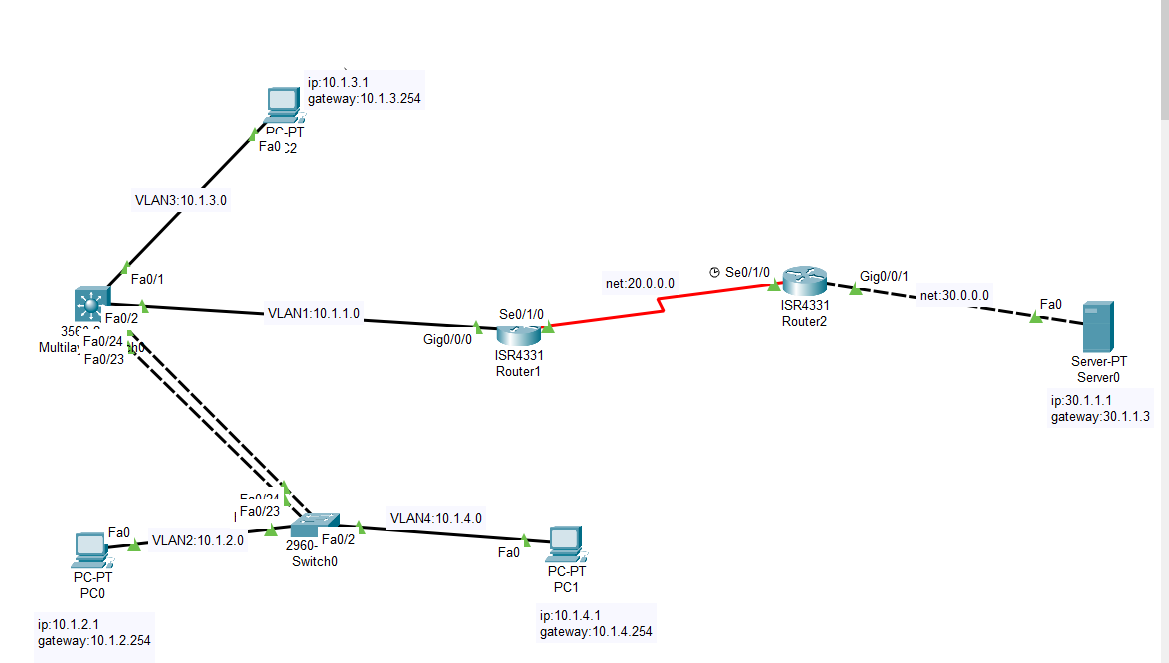 ip:10.1.3.1
gateway:10.1.3.254
PC-PT
Fa0
VLAN3:10.1.3.0
Fa0/1
Fa0/2
Fa0/24
Fa0/23
VLAN1:10.1.1.0
Gig0/0/0
Se0/1/0
ISR4331
Router1
net:20.0.0.0
Se0/1/0
ISR4331
Router2
Gig0/0/1
net:30.0.0.0
Fa0
Server-PT
Server0
ip:30.1.1.1
gateway:30.1.1.3
Fa0/24
Fa0/23
Fa0/2
2960-
Switch0
VLAN4:10.1.4.0
Fa0
PC-PT
PC1
ip:10.1.4.1
gateway:10.1.4.254
Fa0
VLAN2:10.1.2.0
PC-PT
PC0
ip:10.1.2.1
gateway:10.1.2.254